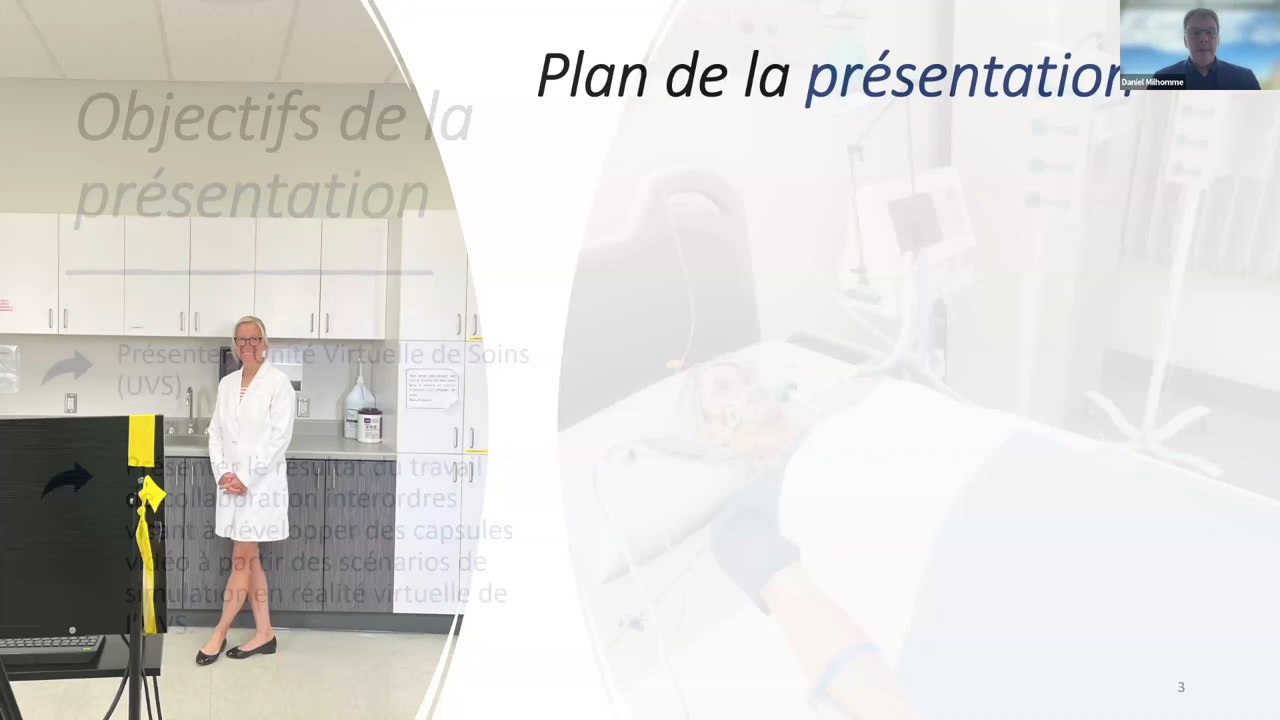 Plan de la présentation
Daniel Milhomme
Objectifs de la
présentation
Présenter l'Unité Virtuelle de Soins
(UVS)
Présenter le résultat du travail
de collaboration interordres
visant à développer des capsules
vidéo à partir des scénarios de
simulation en réalité virtuelle de
l'UVS.
3